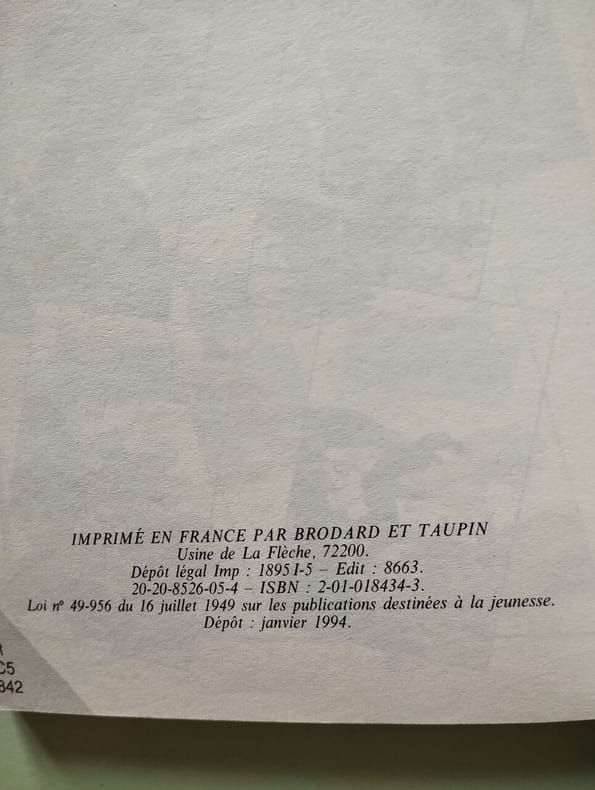 IMPRIMÉ EN FRANCE PAR BRODARD ET TAUPIN
Usine de La Flèche, 72200.
Dépôt légal Imp : 1895 I-5 – Edit : 8663.
20-20-8526-05-4 – ISBN : 2-01-018434-3.
Loi nº 49-956 du 16 juillet 1949 sur les publications destinées à la jeunesse.
Dépôt : janvier 1994.
C5
342